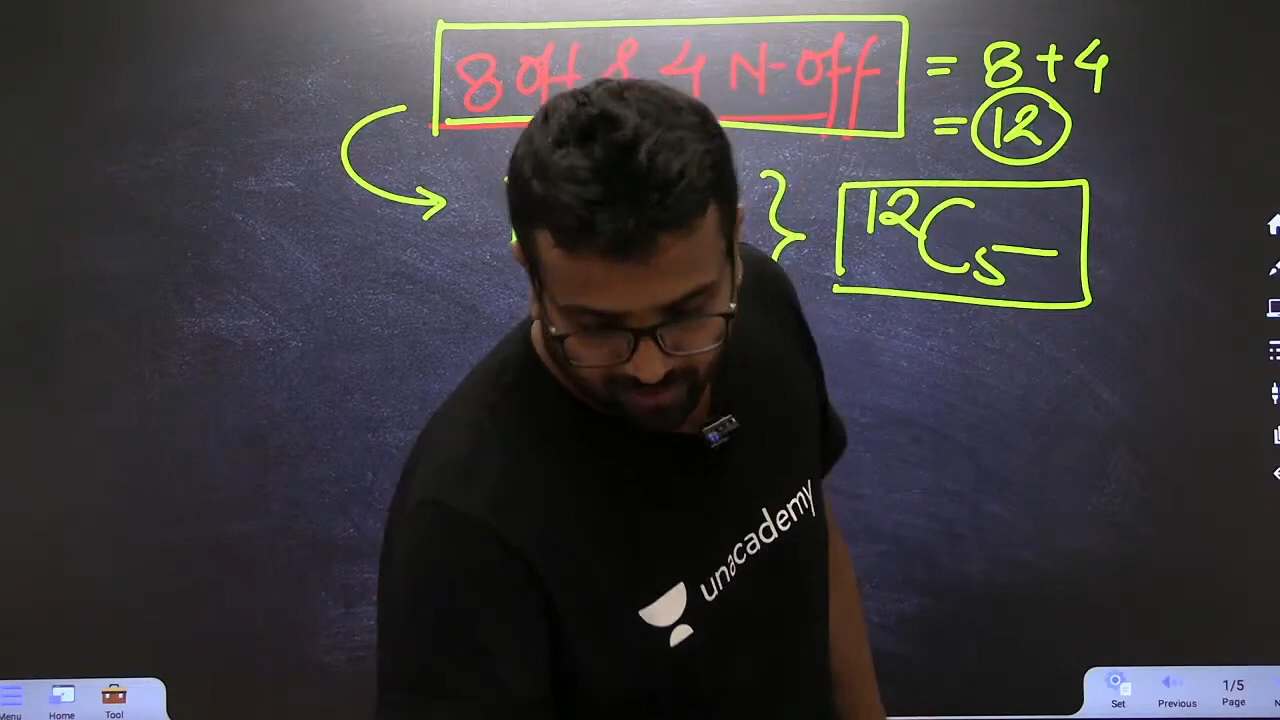 8 off & 4 N-off = 8+4
= 12
12C5
unacademy
Menu Home Tool
Set Previous 1/5 Page